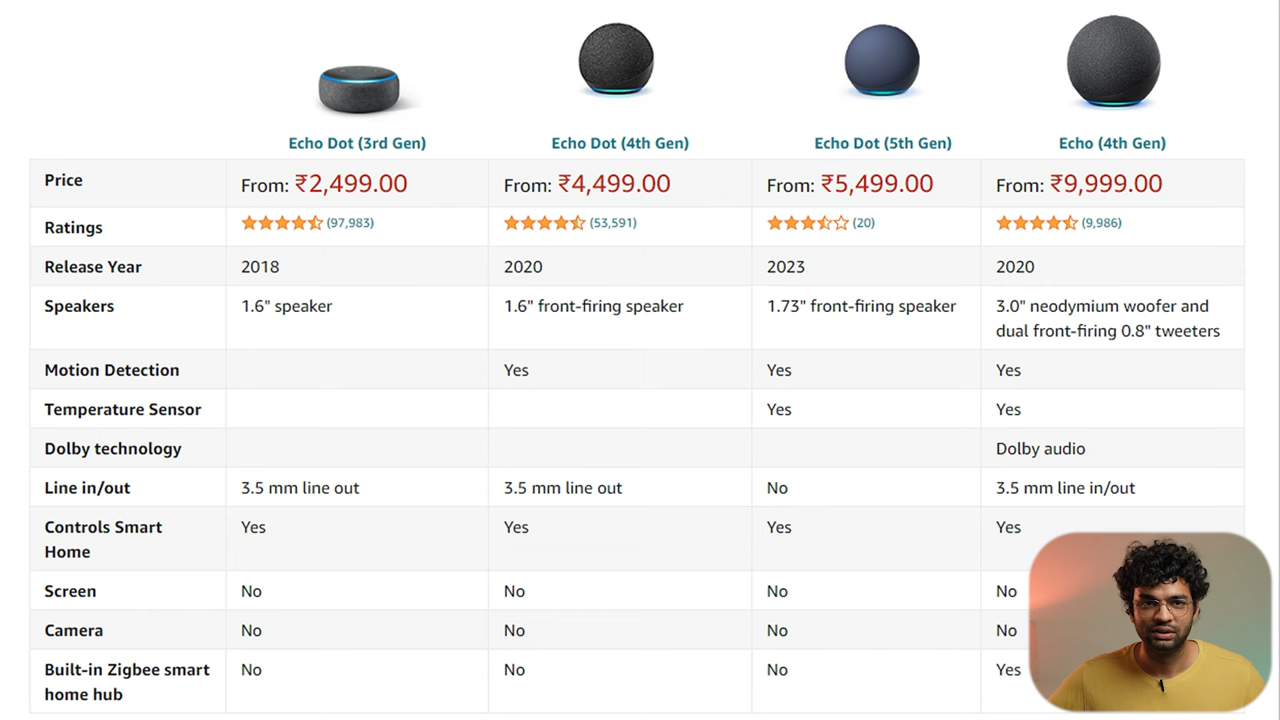 Echo Dot (3rd Gen) Echo Dot (4th Gen) Echo Dot (5th Gen) Echo (4th Gen)
Price From: ₹2,499.00 From: ₹4,499.00 From: ₹5,499.00 From: ₹9,999.00
Ratings (97,983) (53,591) (20) (9,986)
Release Year 2018 2020 2023 2020
Speakers 1.6" speaker 1.6" front-firing speaker 1.73" front-firing speaker 3.0" neodymium woofer and
dual front-firing 0.8" tweeters
Motion Detection Yes Yes Yes
Temperature Sensor Yes Yes
Dolby technology Dolby audio
Line in/out 3.5 mm line out 3.5 mm line out No 3.5 mm line in/out
Controls Smart Yes Yes Yes Yes
Home
Screen No No No No
Camera No No No No
Built-in Zigbee smart No No No Yes
home hub